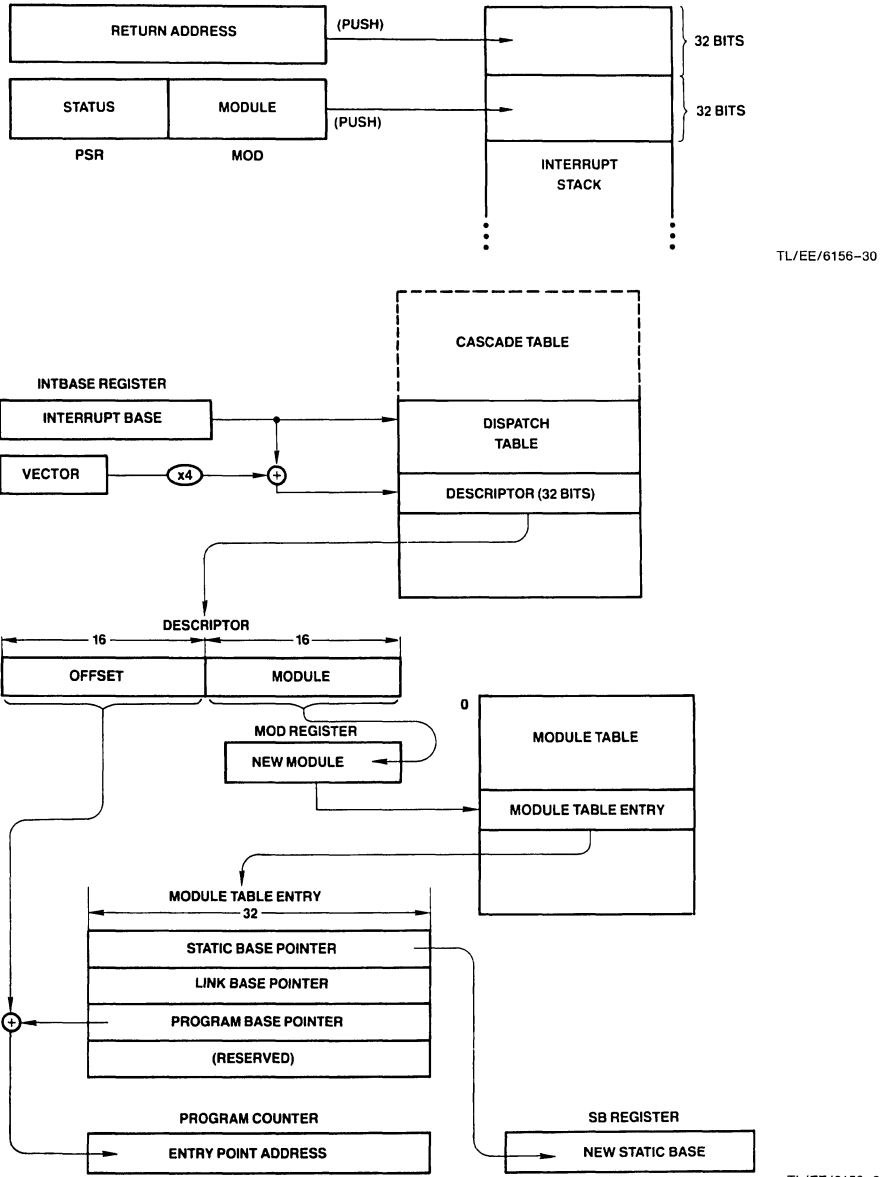 RETURN ADDRESS
(PUSH)
32 BITS
STATUS
MODULE
(PUSH)
32 BITS
PSR
MOD
INTERRUPT
STACK
TL/EE/6156–30
CASCADE TABLE
INTBASE REGISTER
INTERRUPT BASE
DISPATCH
TABLE
VECTOR
x4
+
DESCRIPTOR (32 BITS)
DESCRIPTOR
16
16
OFFSET
MODULE
0
MOD REGISTER
NEW MODULE
MODULE TABLE
MODULE TABLE ENTRY
MODULE TABLE ENTRY
32
STATIC BASE POINTER
LINK BASE POINTER
+
PROGRAM BASE POINTER
(RESERVED)
PROGRAM COUNTER
SB REGISTER
ENTRY POINT ADDRESS
NEW STATIC BASE